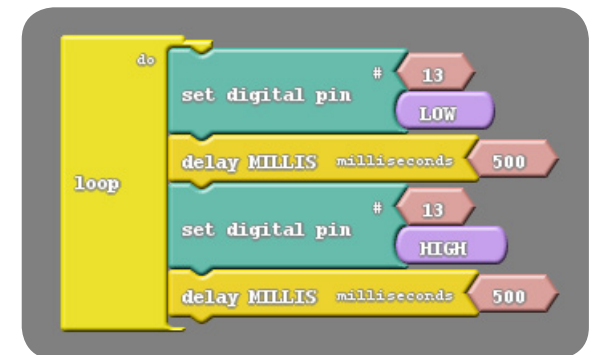 do
set digital pin # 13
LOW
delay MILLIS milliseconds 500
loop
set digital pin # 13
HIGH
delay MILLIS milliseconds 500